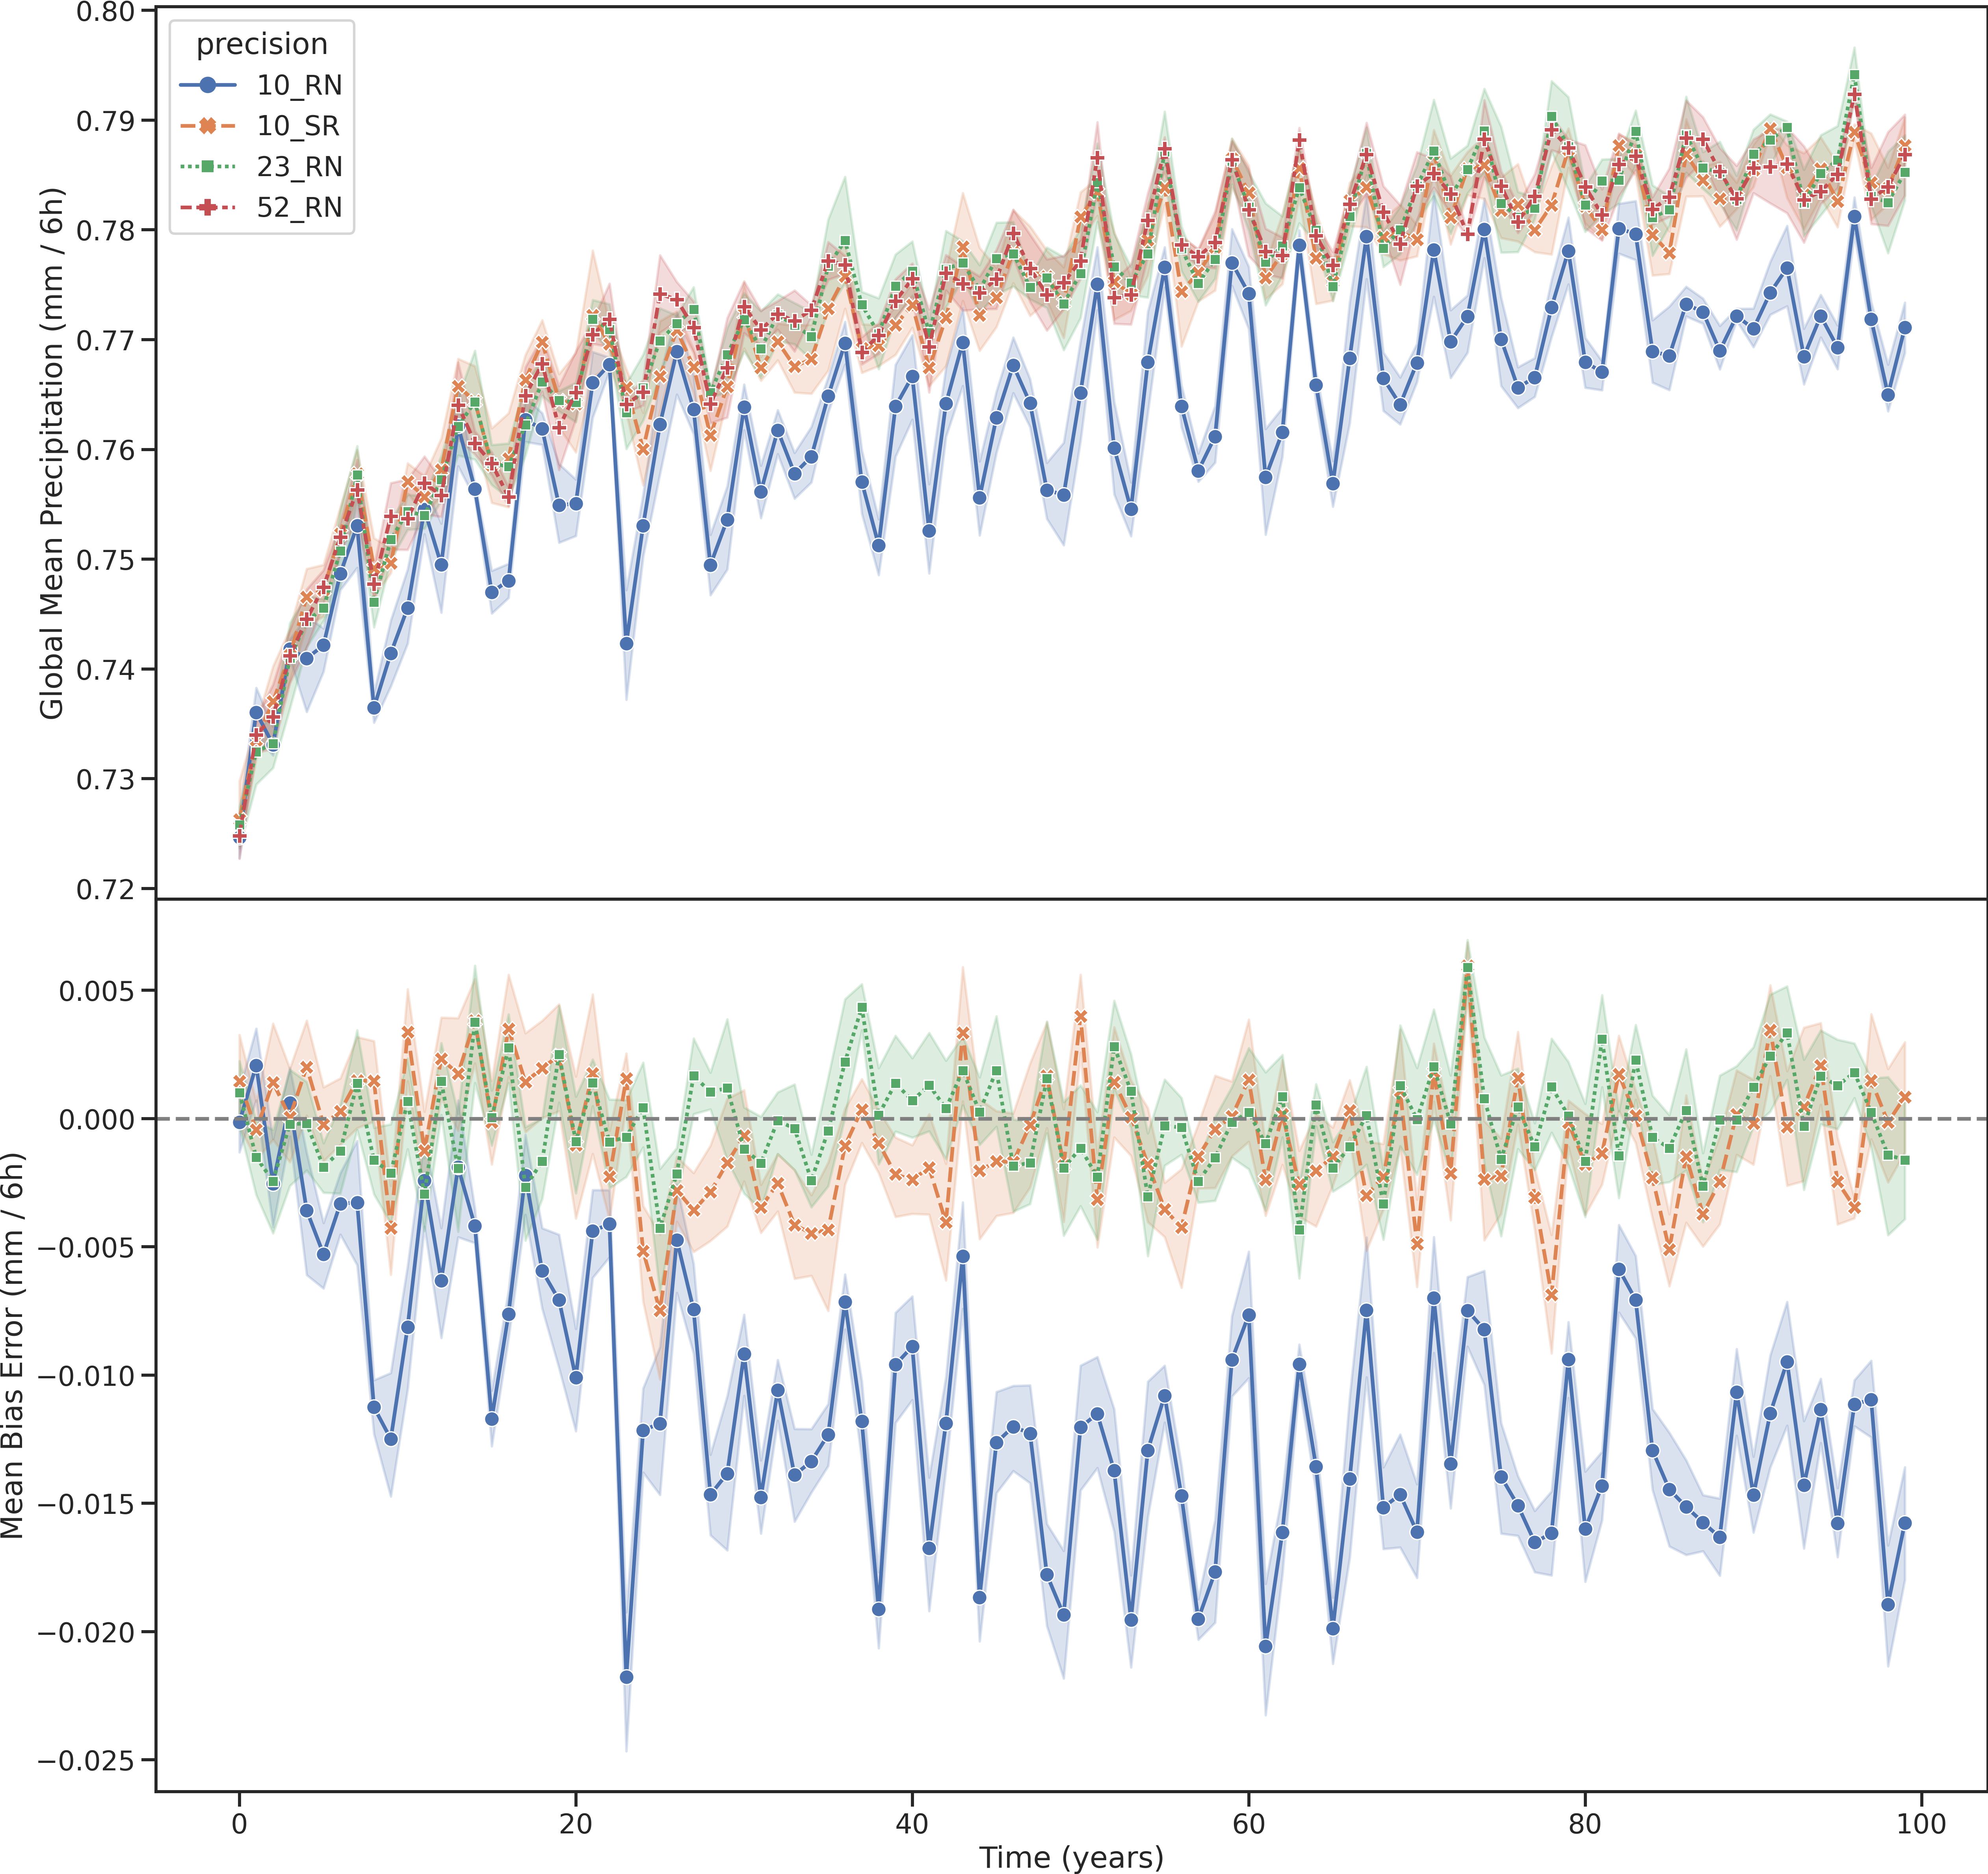 0.80
0.79
0.78
0.77
0.76
0.75
0.74
0.73
0.72
Global Mean Precipitation (mm / 6h)
precision
10_RN
10_SR
23_RN
52_RN
0.005
0.000
−0.005
−0.010
−0.015
−0.020
−0.025
Mean Bias Error (mm / 6h)
0 20 40 60 80 100
Time (years)